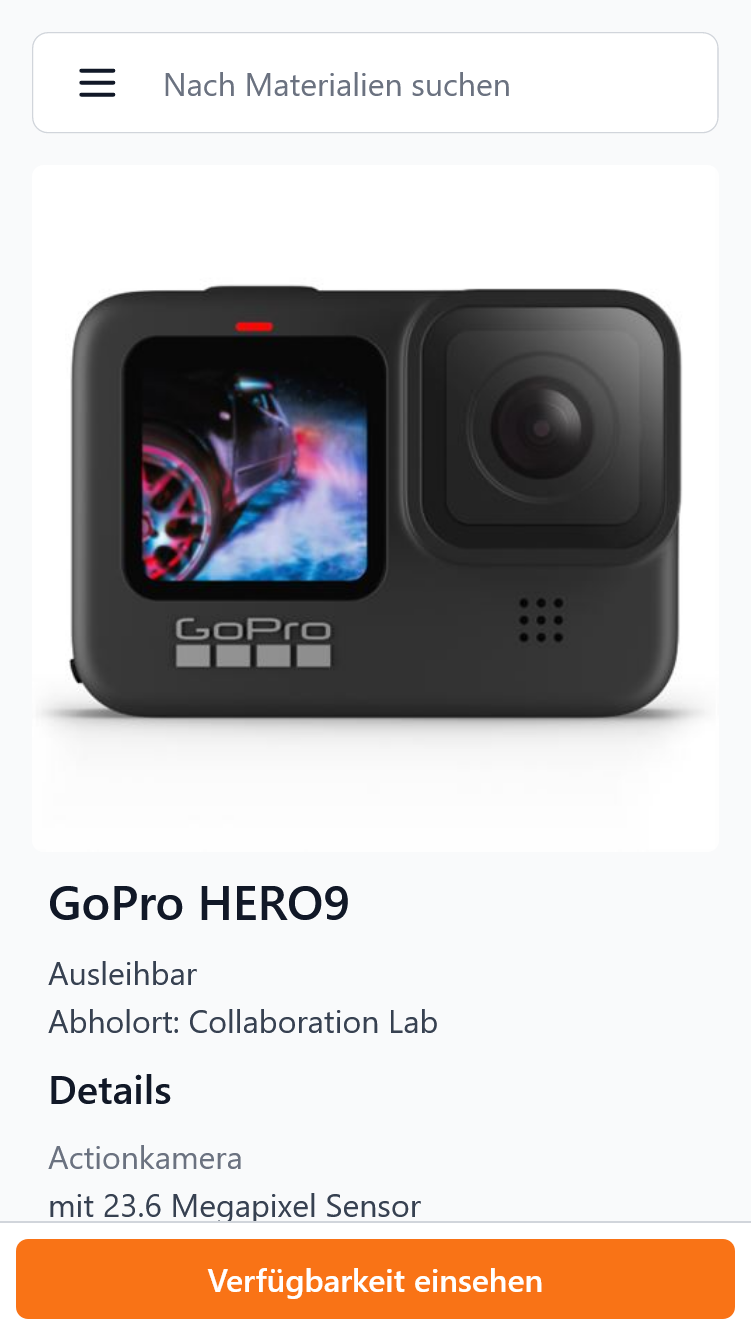 Nach Materialien suchen
GoPro
GoPro HERO9
Ausleihbar
Abholort: Collaboration Lab
Details
Actionkamera
mit 23.6 Megapixel Sensor
Verfügbarkeit einsehen